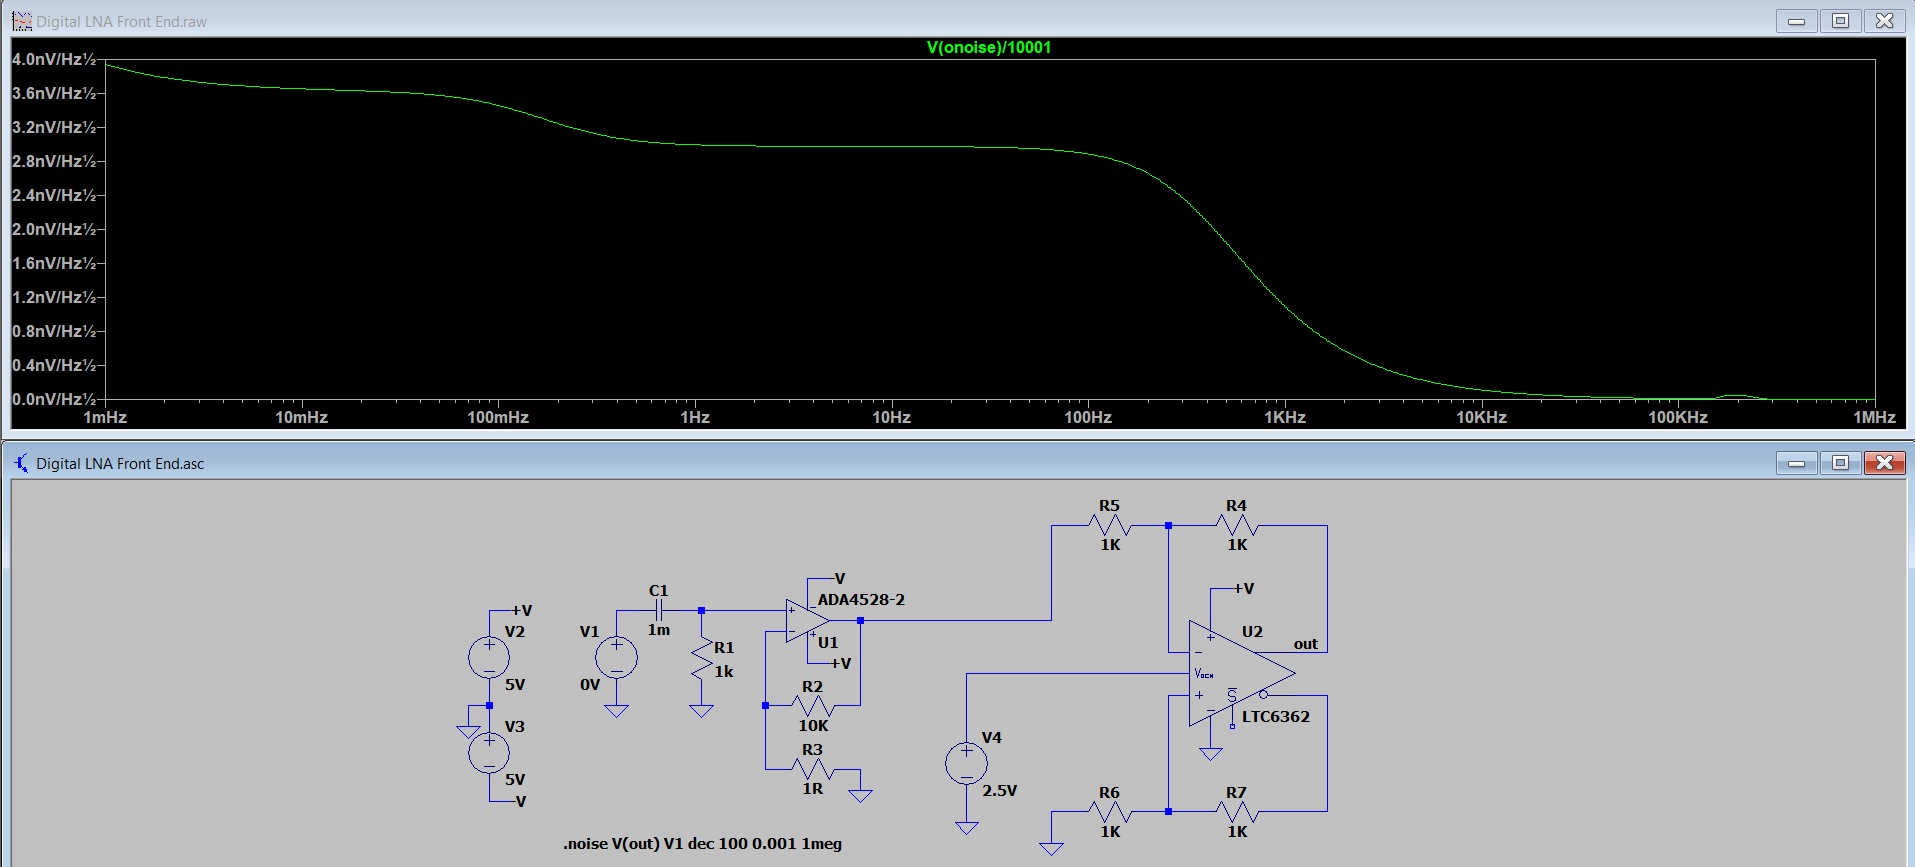 Digital LNA Front End.raw
V(onoise)/10001
4.0nV/Hz½
3.6nV/Hz½
3.2nV/Hz½
2.8nV/Hz½
2.4nV/Hz½
2.0nV/Hz½
1.6nV/Hz½
1.2nV/Hz½
0.8nV/Hz½
0.4nV/Hz½
0.0nV/Hz½
1mHz 10mHz 100mHz 1Hz 10Hz 100Hz 1KHz 10KHz 100KHz 1MHz
Digital LNA Front End.asc
+V
V2
5V
V3
5V
-V
V1
0V
C1
1m
R1
1k
-V
ADA4528-2
U1
+V
R2
10K
R3
1R
R5
1K
R4
1K
+V
U2
out
Vocm
S
LTC6362
V4
2.5V
R6
1K
R7
1K
.noise V(out) V1 dec 100 0.001 1meg